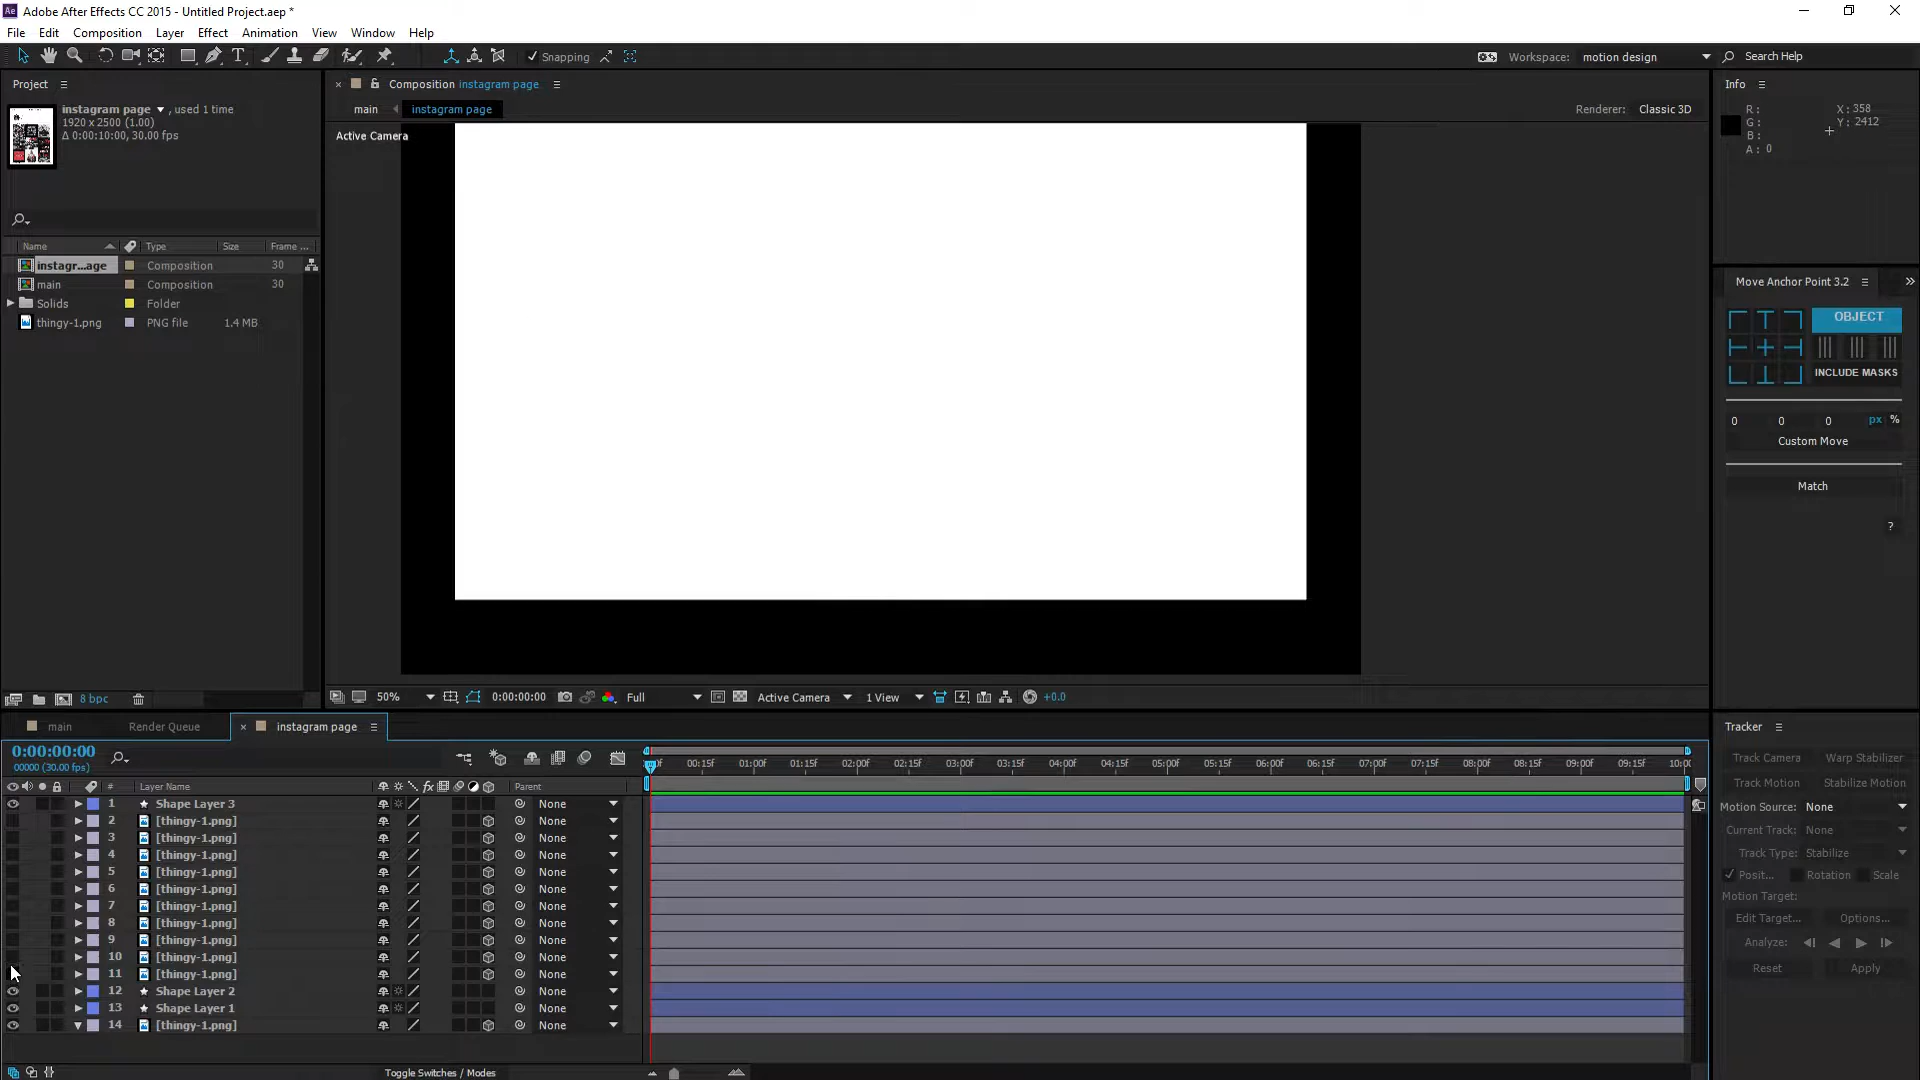 Ae Adobe After Effects CC 2015 - Untitled Project.aep *
File Edit Composition Layer Effect Animation View Window Help
T Snapping Workspace: motion design Search Help
Project Composition instagram page Info
instagram page , used 1 time
1920 x 2500 (1.00)
Δ 0:00:10:00, 30.00 fps
main instagram page Renderer: Classic 3D
Active Camera
R : X : 358
G : Y : 2412
B :
A : 0
Name Type Size Frame ...
instagr...age Composition 30
main Composition 30
Solids Folder
thingy-1.png PNG file 1.4 MB
Move Anchor Point 3.2
OBJECT
INCLUDE MASKS
0 0 0 px %
Custom Move
Match
?
8 bpc
50% 0:00:00:00 Full Active Camera 1 View +0.0
main Render Queue instagram page
0:00:00:00
00000 (30.00 fps)
00:15f 01:00f 01:15f 02:00f 02:15f 03:00f 03:15f 04:00f 04:15f 05:00f 05:15f 06:00f 06:15f 07:00f 07:15f 08:00f 08:15f 09:00f 09:15f
# Layer Name fx Parent
1 Shape Layer 3 None
2 [thingy-1.png] None
3 [thingy-1.png] None
4 [thingy-1.png] None
5 [thingy-1.png] None
6 [thingy-1.png] None
7 [thingy-1.png] None
8 [thingy-1.png] None
9 [thingy-1.png] None
10 [thingy-1.png] None
11 [thingy-1.png] None
12 Shape Layer 2 None
13 Shape Layer 1 None
14 [thingy-1.png] None
Toggle Switches / Modes
Tracker
Track Camera Warp Stabilizer
Track Motion Stabilize Motion
Motion Source: None
Current Track: None
Track Type: Stabilize
Posit... Rotation Scale
Motion Target:
Edit Target... Options...
Analyze:
Reset Apply